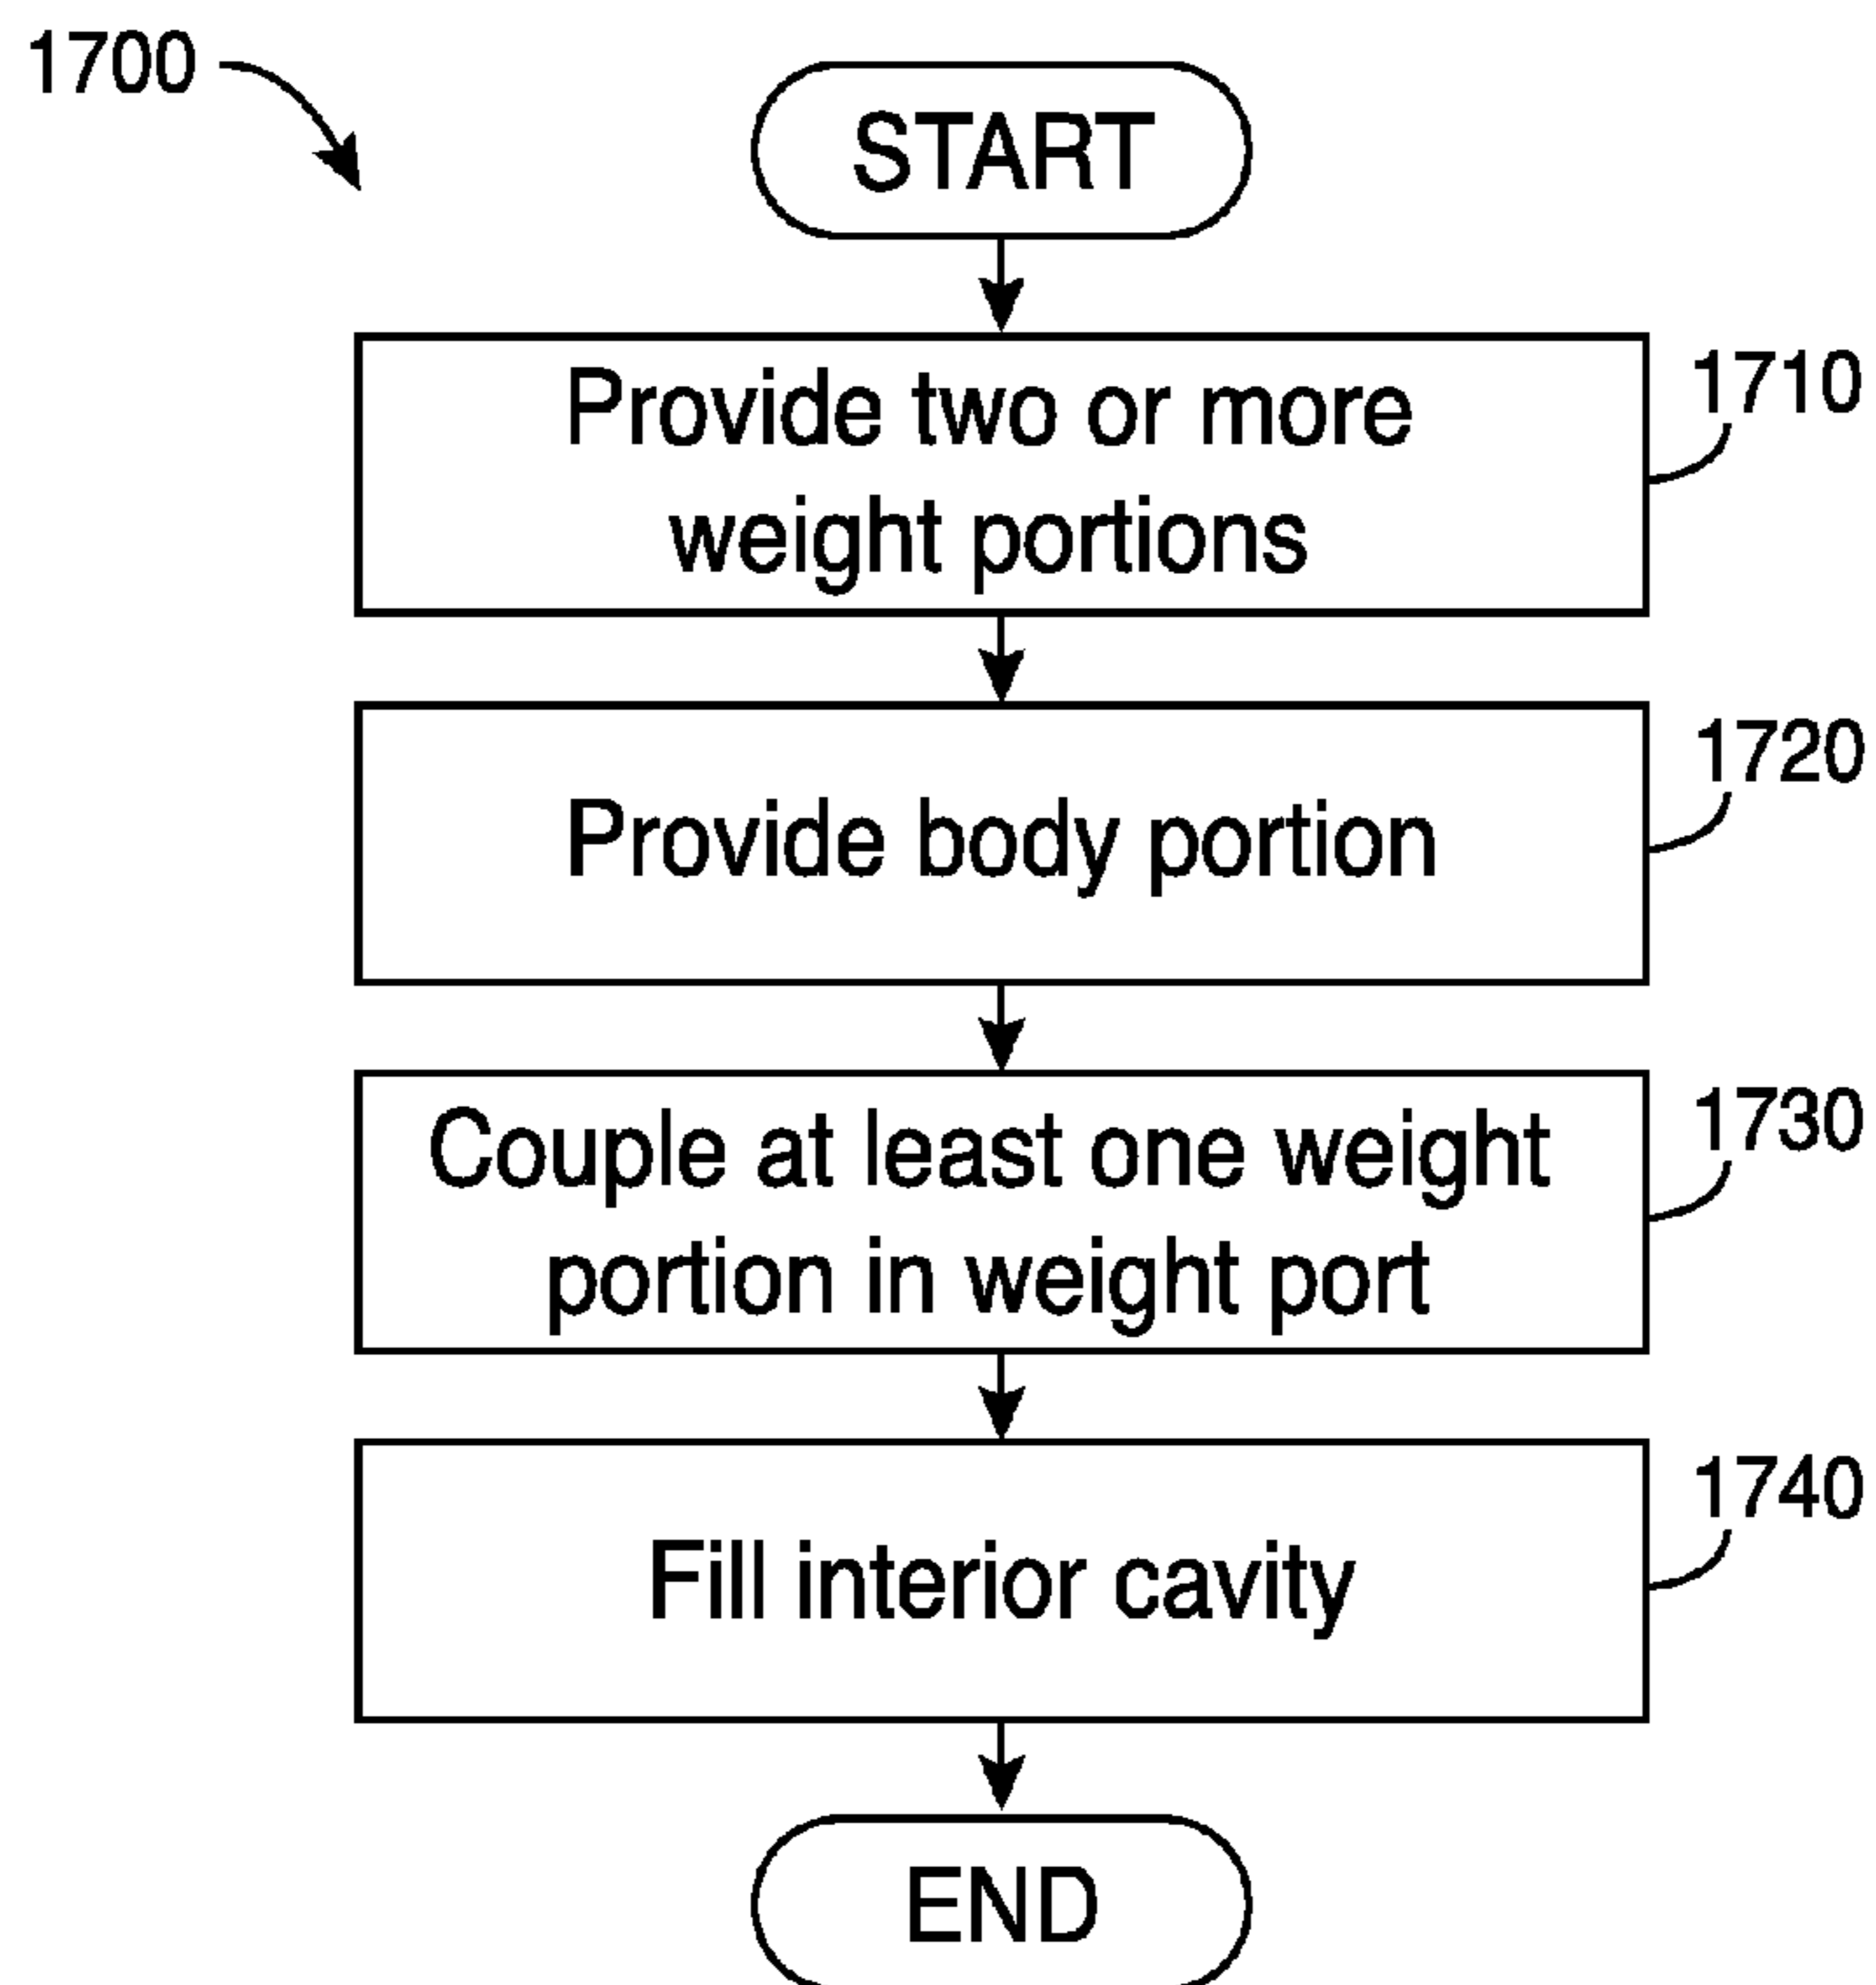 1700
START
Provide two or more
weight portions
1710
Provide body portion
1720
Couple at least one weight
portion in weight port
1730
Fill interior cavity
1740
END